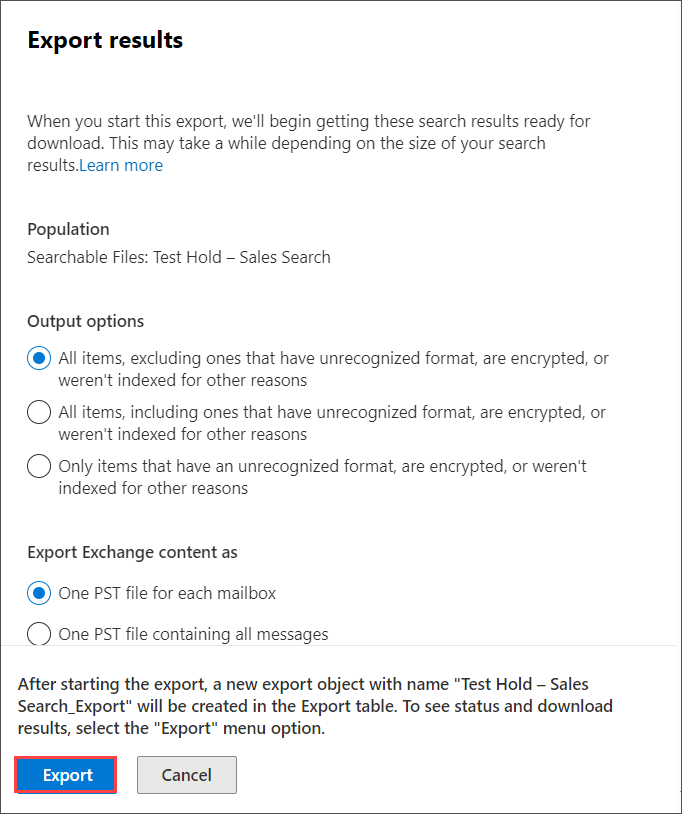 Export results
When you start this export, we'll begin getting these search results ready for
download. This may take a while depending on the size of your search
results.Learn more
Population
Searchable Files: Test Hold – Sales Search
Output options
All items, excluding ones that have unrecognized format, are encrypted, or
weren't indexed for other reasons
All items, including ones that have unrecognized format, are encrypted, or
weren't indexed for other reasons
Only items that have an unrecognized format, are encrypted, or weren't
indexed for other reasons
Export Exchange content as
One PST file for each mailbox
One PST file containing all messages
After starting the export, a new export object with name "Test Hold – Sales
Search_Export" will be created in the Export table. To see status and download
results, select the "Export" menu option.
Export Cancel